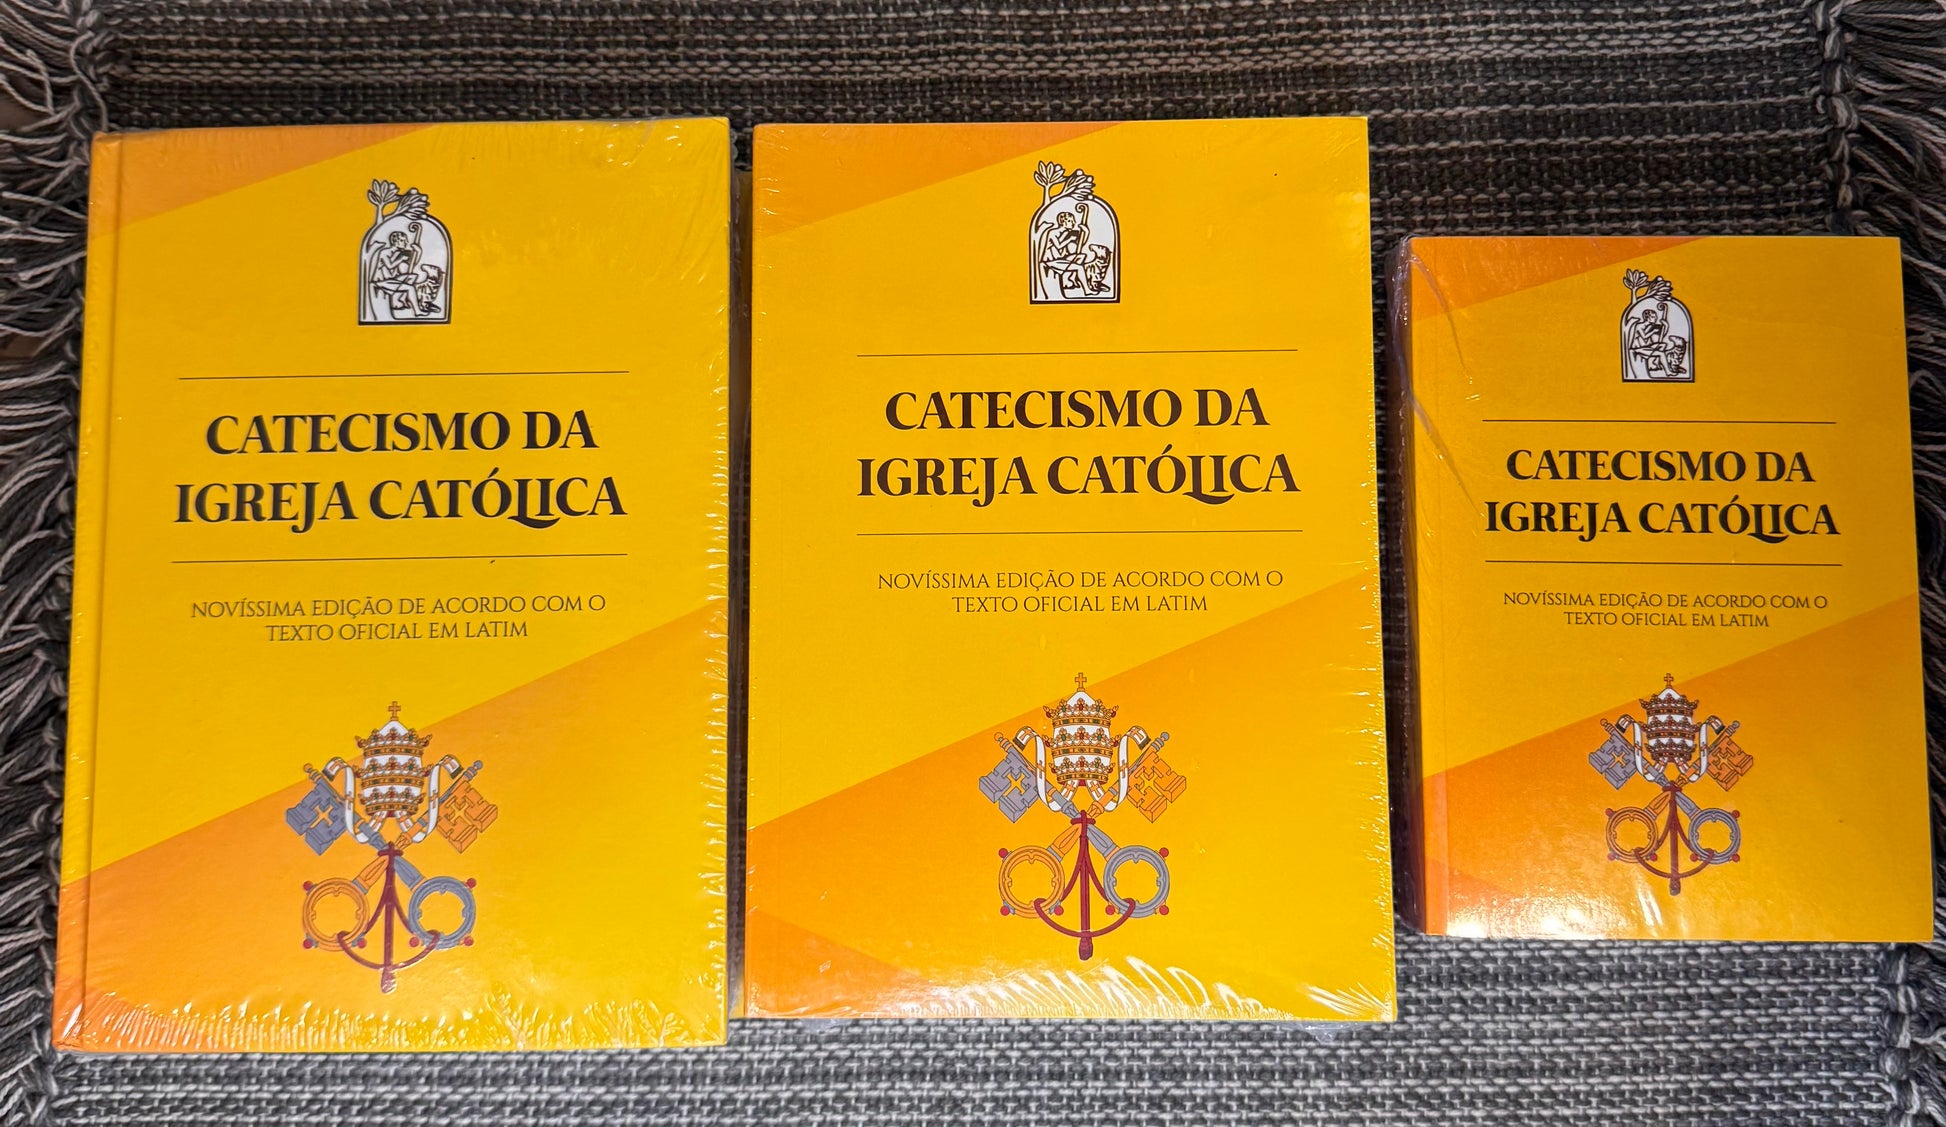 CATECISMO DA
IGREJA CATÓLICA
NOVÍSSIMA EDIÇÃO DE ACORDO COM O
TEXTO OFICIAL EM LATIM
CATECISMO DA
IGREJA CATÓLICA
NOVÍSSIMA EDIÇÃO DE ACORDO COM O
TEXTO OFICIAL EM LATIM
CATECISMO DA
IGREJA CATÓLICA
NOVÍSSIMA EDIÇÃO DE ACORDO COM O
TEXTO OFICIAL EM LATIM